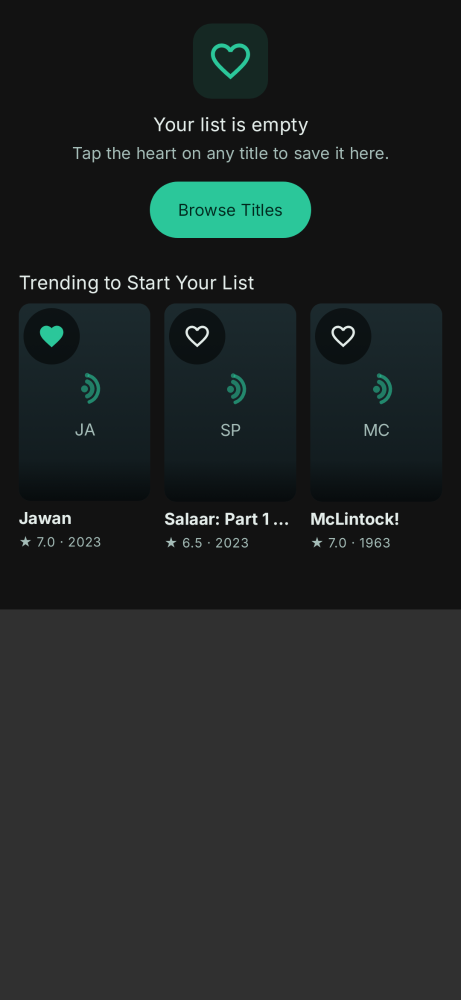 Your list is empty
Tap the heart on any title to save it here.
Browse Titles
Trending to Start Your List
JA
SP
MC
Jawan
Salaar: Part 1 ...
McLintock!
★ 7.0 · 2023
★ 6.5 · 2023
★ 7.0 · 1963